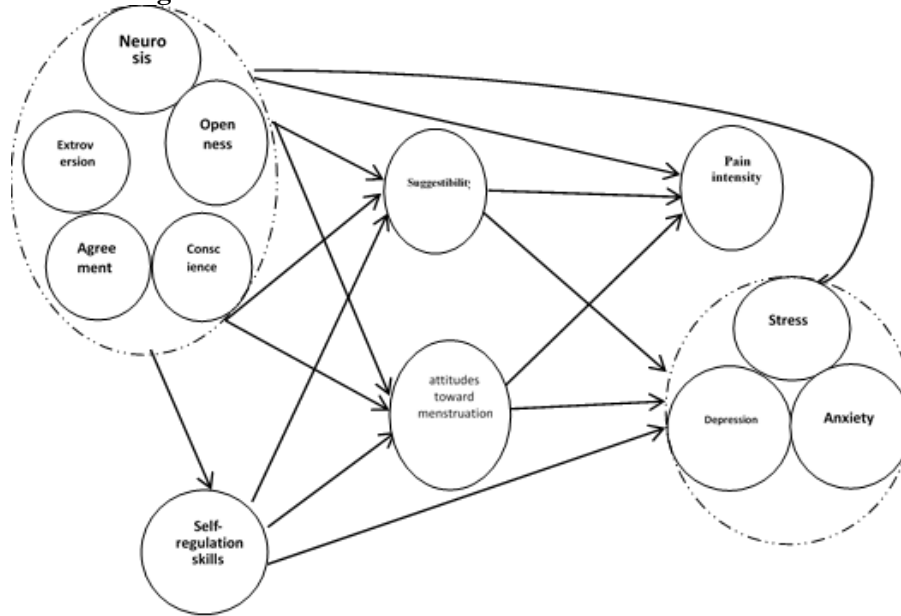 Neuro
sis
Open
ness
Extrov
ersion
Agree
ment
Consc
ience
Suggestibility
Pain
intensity
attitudes
toward
menstruation
Stress
Depression
Anxiety
Self-
regulation
skills